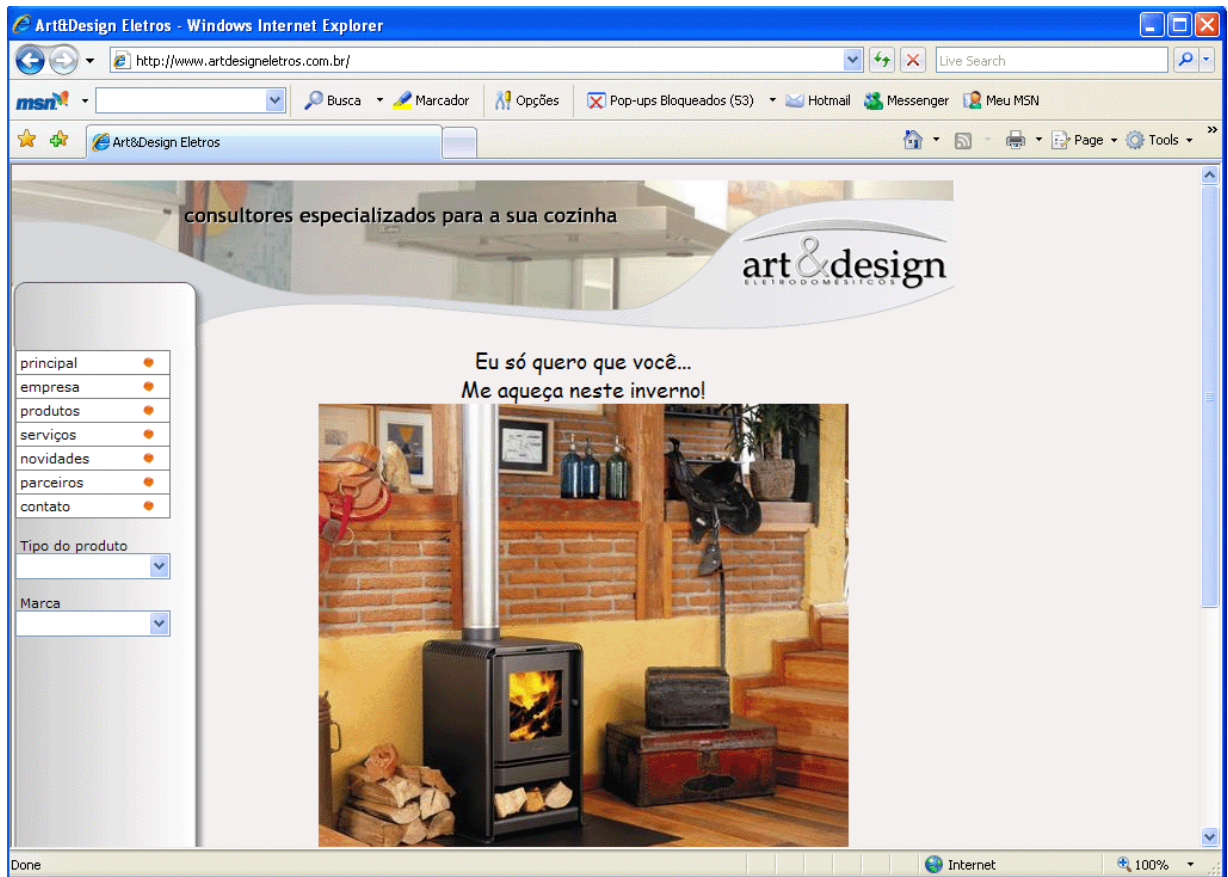 Art&Design Eletros - Windows Internet Explorer
http://www.artdesigneletros.com.br/
Live Search
msn Busca Marcador Opções Pop-ups Bloqueados (53) Hotmail Messenger Meu MSN
Art&Design Eletros
Page Tools »
consultores especializados para a sua cozinha
art&design
ELETRODOMÉSITCOS
principal
empresa
produtos
serviços
novidades
parceiros
contato
Tipo do produto
Marca
Eu só quero que você...
Me aqueça neste inverno!
Done Internet 100%